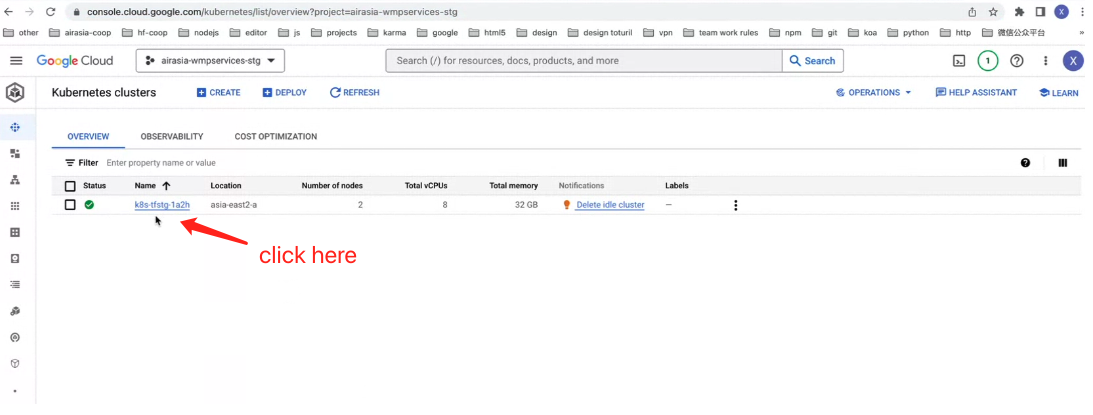 console.cloud.google.com/kubernetes/list/overview?project=airasia-wmpservices-stg
other airasia-coop hf-coop nodejs editor js projects karma google html5 design design toturil vpn team work rules npm git koa python http 微信公众平台 »
Google Cloud airasia-wmpservices-stg Search (/) for resources, docs, products, and more Search 1 X
Kubernetes clusters CREATE DEPLOY REFRESH OPERATIONS HELP ASSISTANT LEARN
OVERVIEW OBSERVABILITY COST OPTIMIZATION
Filter Enter property name or value
Status Name Location Number of nodes Total vCPUs Total memory Notifications Labels
k8s-tfstg-1a2h asia-east2-a 2 8 32 GB Delete idle cluster —
click here